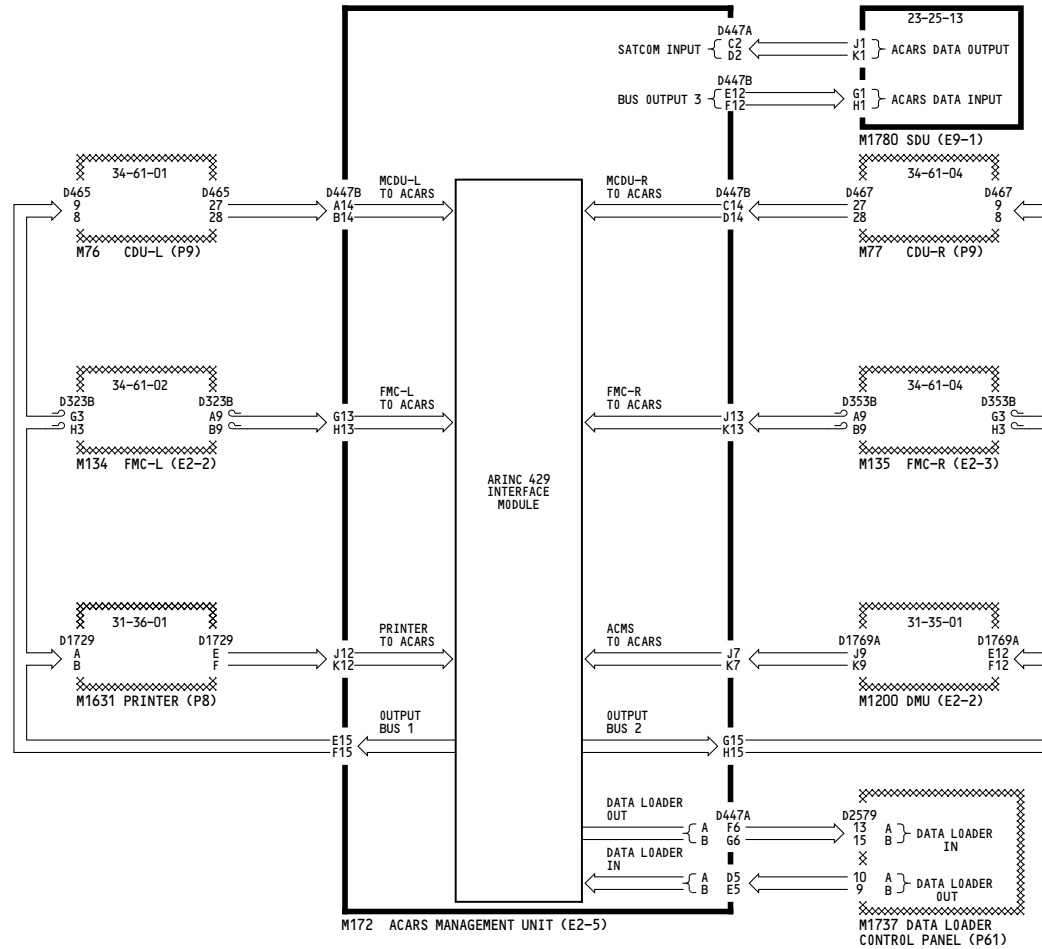 23-25-13
D447A
SATCOM INPUT { C2 J1 } ACARS DATA OUTPUT
D2 K1
D447B
BUS OUTPUT 3 { E12 G1 } ACARS DATA INPUT
F12 H1
M1780 SDU (E9-1)
34-61-01
D465 D465
9 27
8 28
M76 CDU-L (P9)
D447B
A14
B14
MCDU-L
TO ACARS
MCDU-R
TO ACARS
D447B
C14
D14
34-61-04
D467 D467
27 9
28 8
M77 CDU-R (P9)
34-61-02
D323B D323B
G3 A9
H3 B9
M134 FMC-L (E2-2)
G13
H13
FMC-L
TO ACARS
FMC-R
TO ACARS
J13
K13
34-61-04
D353B D353B
A9 G3
B9 H3
M135 FMC-R (E2-3)
ARINC 429
INTERFACE
MODULE
31-36-01
D1729 D1729
A E
B F
M1631 PRINTER (P8)
J12
K12
PRINTER
TO ACARS
ACMS
TO ACARS
J7
K7
31-35-01
D1769A D1769A
J9 E12
K9 F12
M1200 DMU (E2-2)
E15
F15
OUTPUT
BUS 1
OUTPUT
BUS 2
G15
H15
DATA LOADER
OUT
D447A
{ A F6
B G6
DATA LOADER
IN
{ A D5
B E5
D2579
13 A } DATA LOADER
15 B IN
10 A } DATA LOADER
9 B OUT
M172 ACARS MANAGEMENT UNIT (E2-5)
M1737 DATA LOADER
CONTROL PANEL (P61)